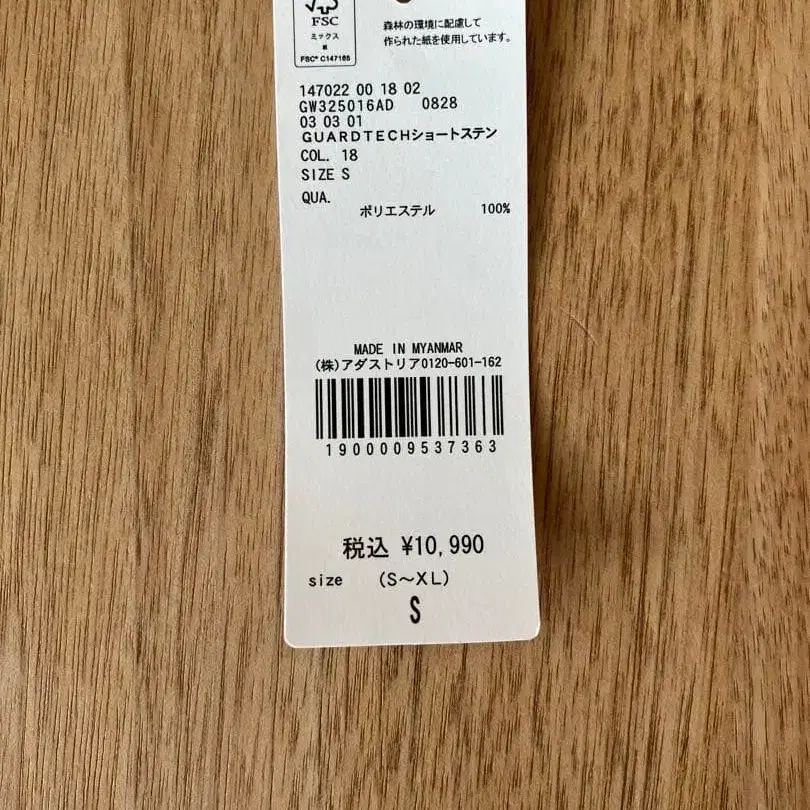 FSC
ミックス
紙
FSC® C147165
森林の環境に配慮して
作られた紙を使用しています。
147022 00 18 02
GW325016AD 0828
03 03 01
GUARDTECHショートステン
COL. 18
SIZE S
QUA.
ポリエステル 100%
MADE IN MYANMAR
(株)アダストリア0120-601-162
1900009537363
税込 ¥10,990
size (S～XL)
S